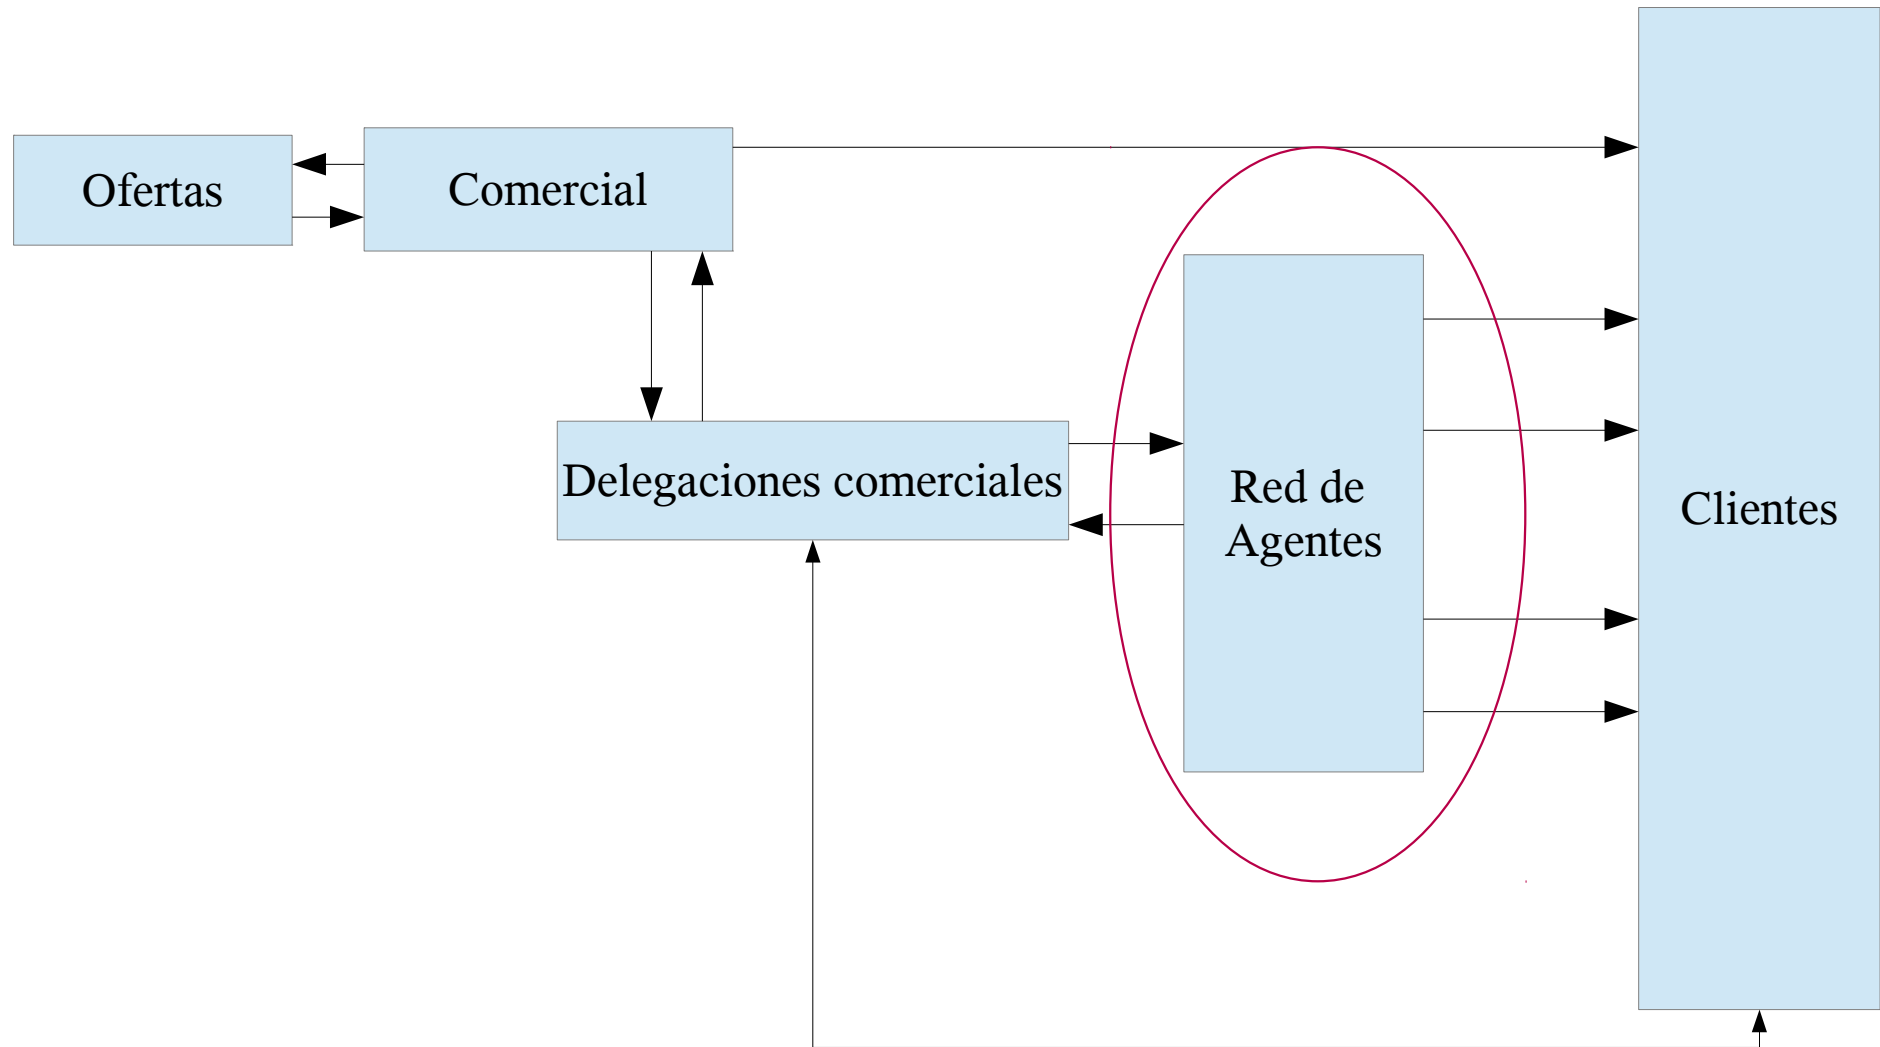 Ofertas
Comercial
Delegaciones comerciales
Red de
Agentes
Clientes